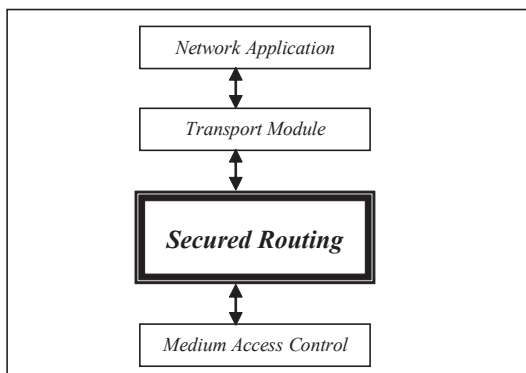 Network Application
Transport Module
Secured Routing
Medium Access Control